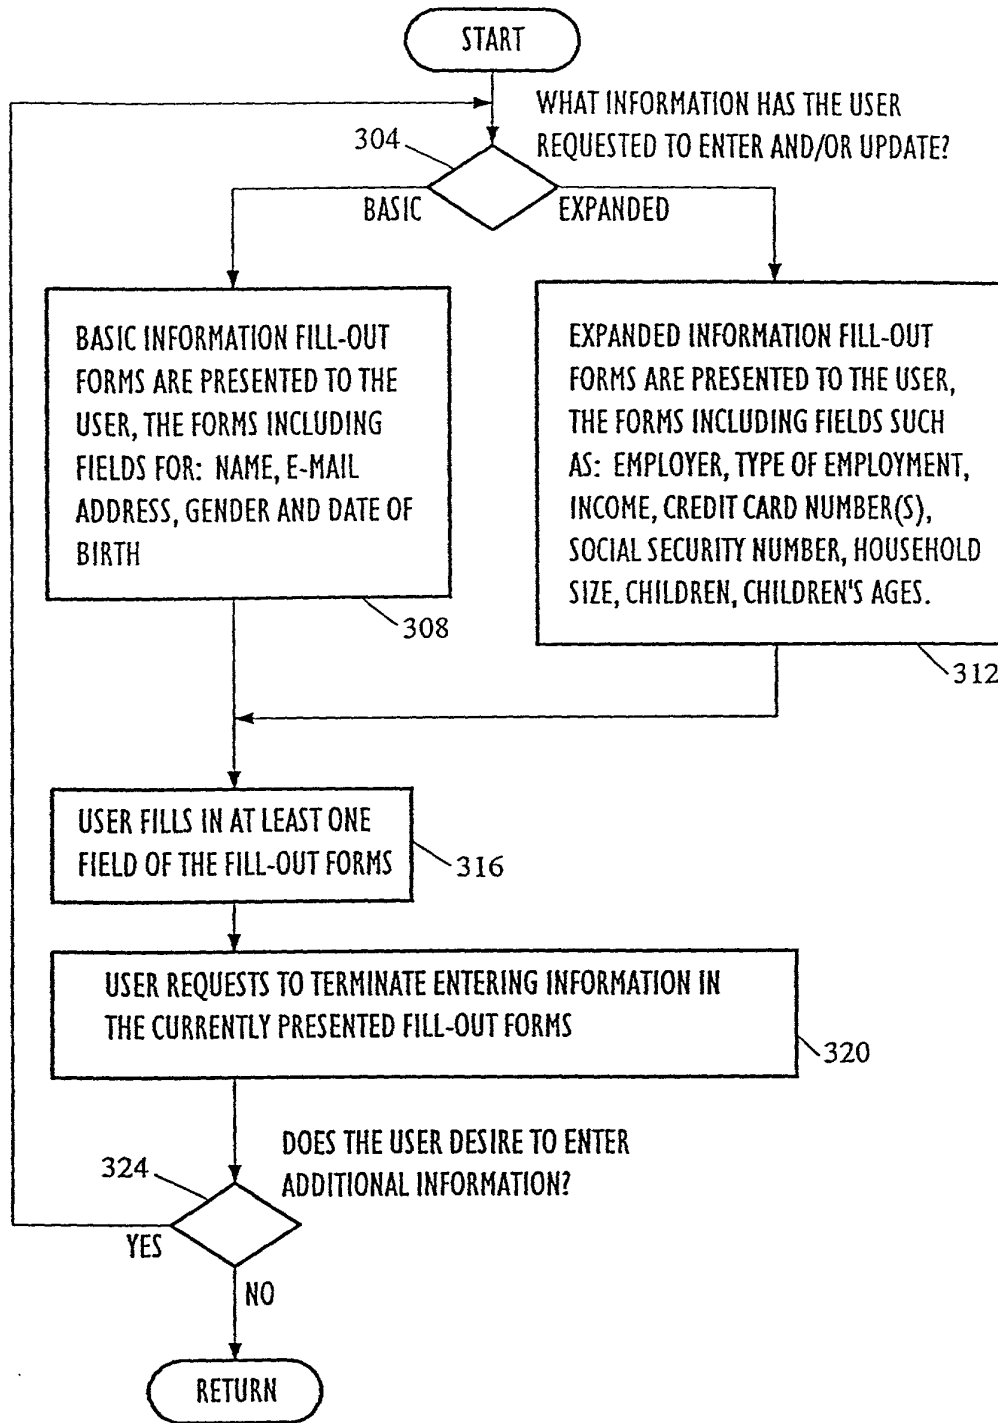 START
WHAT INFORMATION HAS THE USER
REQUESTED TO ENTER AND/OR UPDATE?
304
BASIC
EXPANDED
BASIC INFORMATION FILL-OUT
FORMS ARE PRESENTED TO THE
USER, THE FORMS INCLUDING
FIELDS FOR: NAME, E-MAIL
ADDRESS, GENDER AND DATE OF
BIRTH
308
EXPANDED INFORMATION FILL-OUT
FORMS ARE PRESENTED TO THE USER,
THE FORMS INCLUDING FIELDS SUCH
AS: EMPLOYER, TYPE OF EMPLOYMENT,
INCOME, CREDIT CARD NUMBER(S),
SOCIAL SECURITY NUMBER, HOUSEHOLD
SIZE, CHILDREN, CHILDREN'S AGES.
312
USER FILLS IN AT LEAST ONE
FIELD OF THE FILL-OUT FORMS
316
USER REQUESTS TO TERMINATE ENTERING INFORMATION IN
THE CURRENTLY PRESENTED FILL-OUT FORMS
320
DOES THE USER DESIRE TO ENTER
ADDITIONAL INFORMATION?
324
YES
NO
RETURN